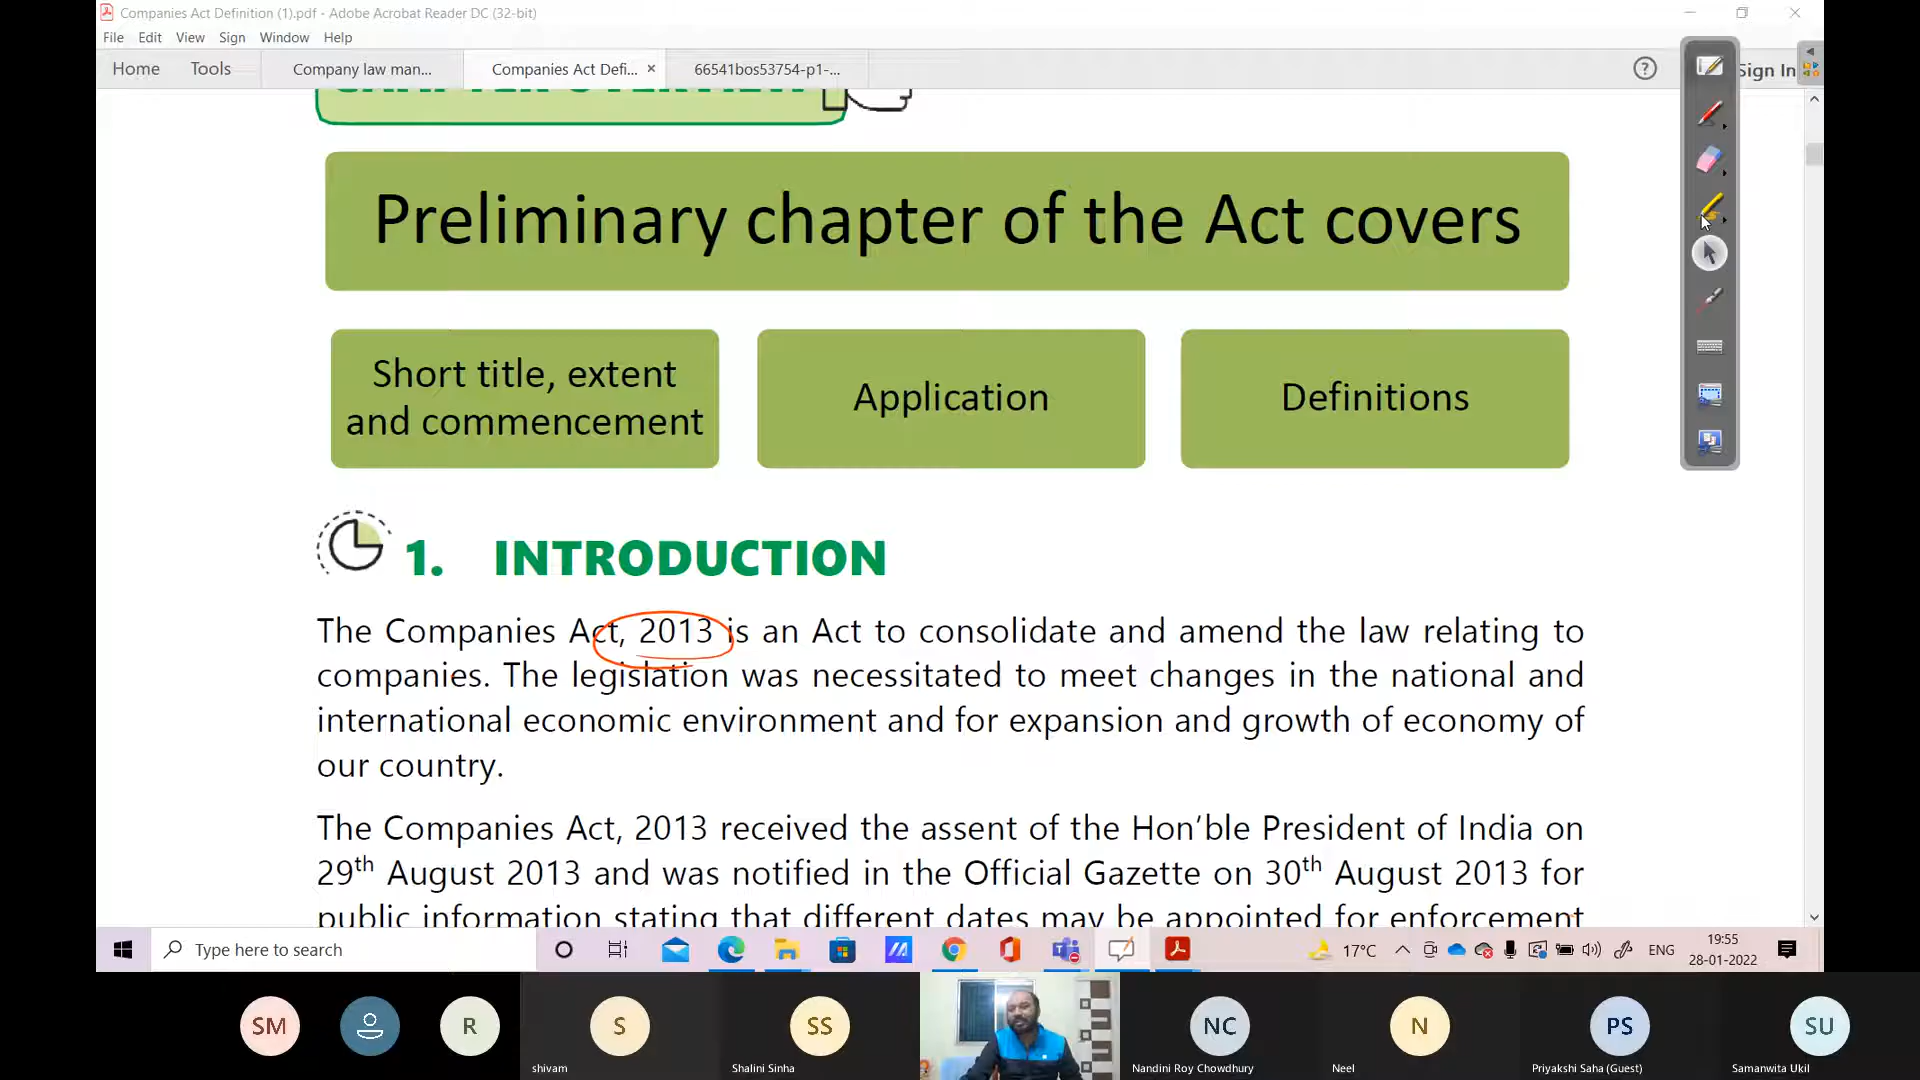 Companies Act Definition (1).pdf - Adobe Acrobat Reader DC (32-bit)
File Edit View Sign Window Help
Home Tools Company law man... Companies Act Defi... × 66541bos53754-p1-... Sign In
CHAPTER OVERVIEW
Preliminary chapter of the Act covers
Short title, extent
and commencement
Application
Definitions
1. INTRODUCTION
The Companies Act, 2013 is an Act to consolidate and amend the law relating to
companies. The legislation was necessitated to meet changes in the national and
international economic environment and for expansion and growth of economy of
our country.
The Companies Act, 2013 received the assent of the Hon’ble President of India on
29th August 2013 and was notified in the Official Gazette on 30th August 2013 for
public information stating that different dates may be appointed for enforcement
Type here to search
17°C
ENG
19:55
28-01-2022
SM
R
S
SS
NC
N
PS
SU
shivam
Shalini Sinha
Nandini Roy Chowdhury
Neel
Priyakshi Saha (Guest)
Samanwita Ukil